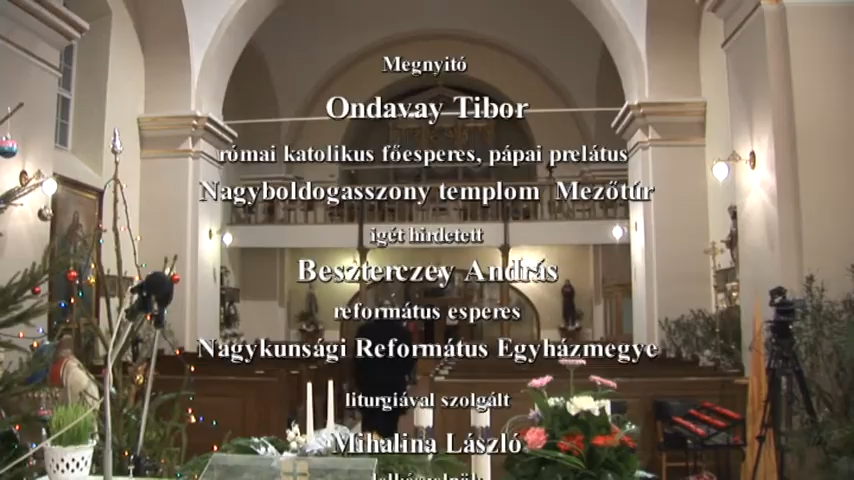 Megnyitó
Ondavay Tibor
római katolikus főesperes, pápai prelátus
Nagyboldogasszony templom Mezőtúr
igét hirdetett
Beszterczey András
református esperes
Nagykunsági Református Egyházmegye
liturgiával szolgált
Mihalina László